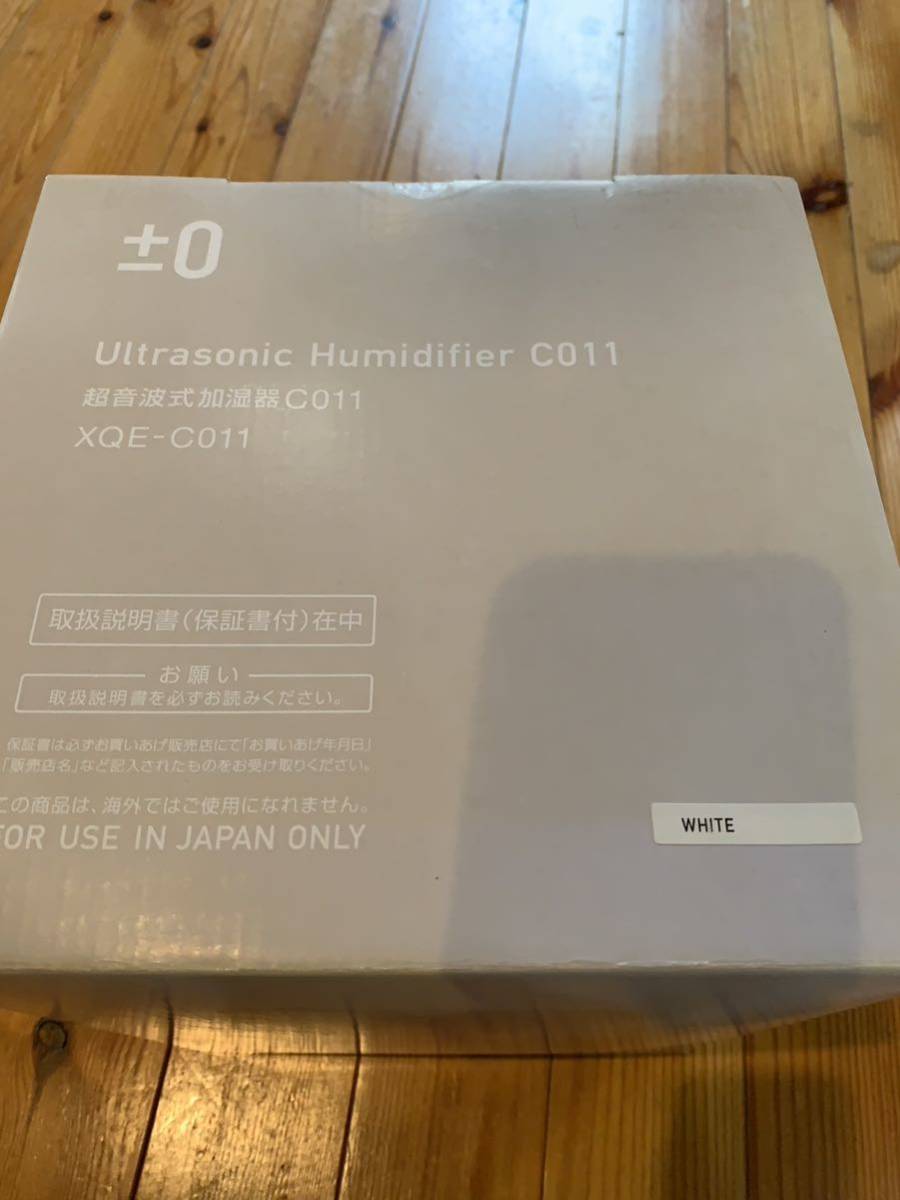 ±0
Ultrasonic Humidifier C011
超音波式加湿器C011
XQE-C011
取扱説明書(保証書付)在中
お願い
取扱説明書を必ずお読みください。
保証書は必ずお買いあげ販売店にて「お買いあげ年月日」
「販売店名」など記入されたものをお受け取りください。
この商品は、海外ではご使用になれません。
FOR USE IN JAPAN ONLY
WHITE